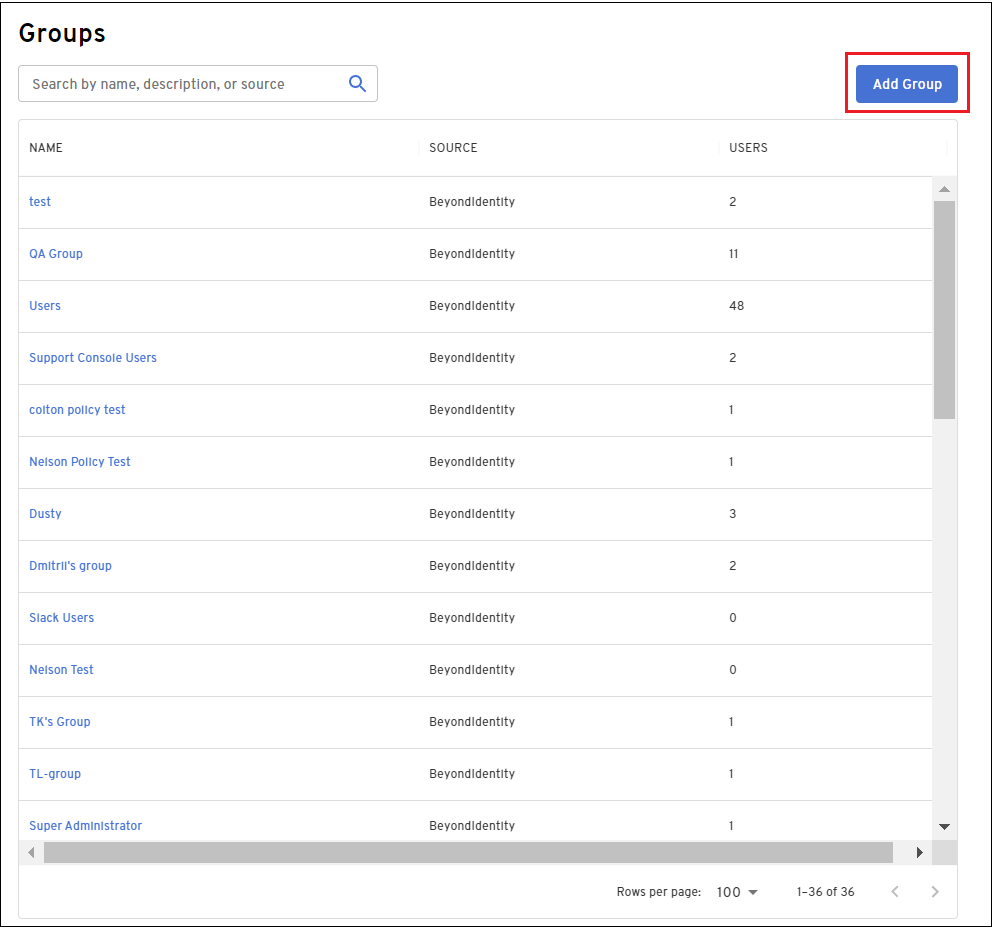 Groups
Search by name, description, or source
Add Group
NAME SOURCE USERS
test BeyondIdentity 2
QA Group BeyondIdentity 11
Users BeyondIdentity 48
Support Console Users BeyondIdentity 2
colton policy test BeyondIdentity 1
Nelson Policy Test BeyondIdentity 1
Dusty BeyondIdentity 3
Dmitrii's group BeyondIdentity 2
Slack Users BeyondIdentity 0
Nelson Test BeyondIdentity 0
TK's Group BeyondIdentity 1
TL-group BeyondIdentity 1
Super Administrator BeyondIdentity 1
Rows per page: 100 1–36 of 36